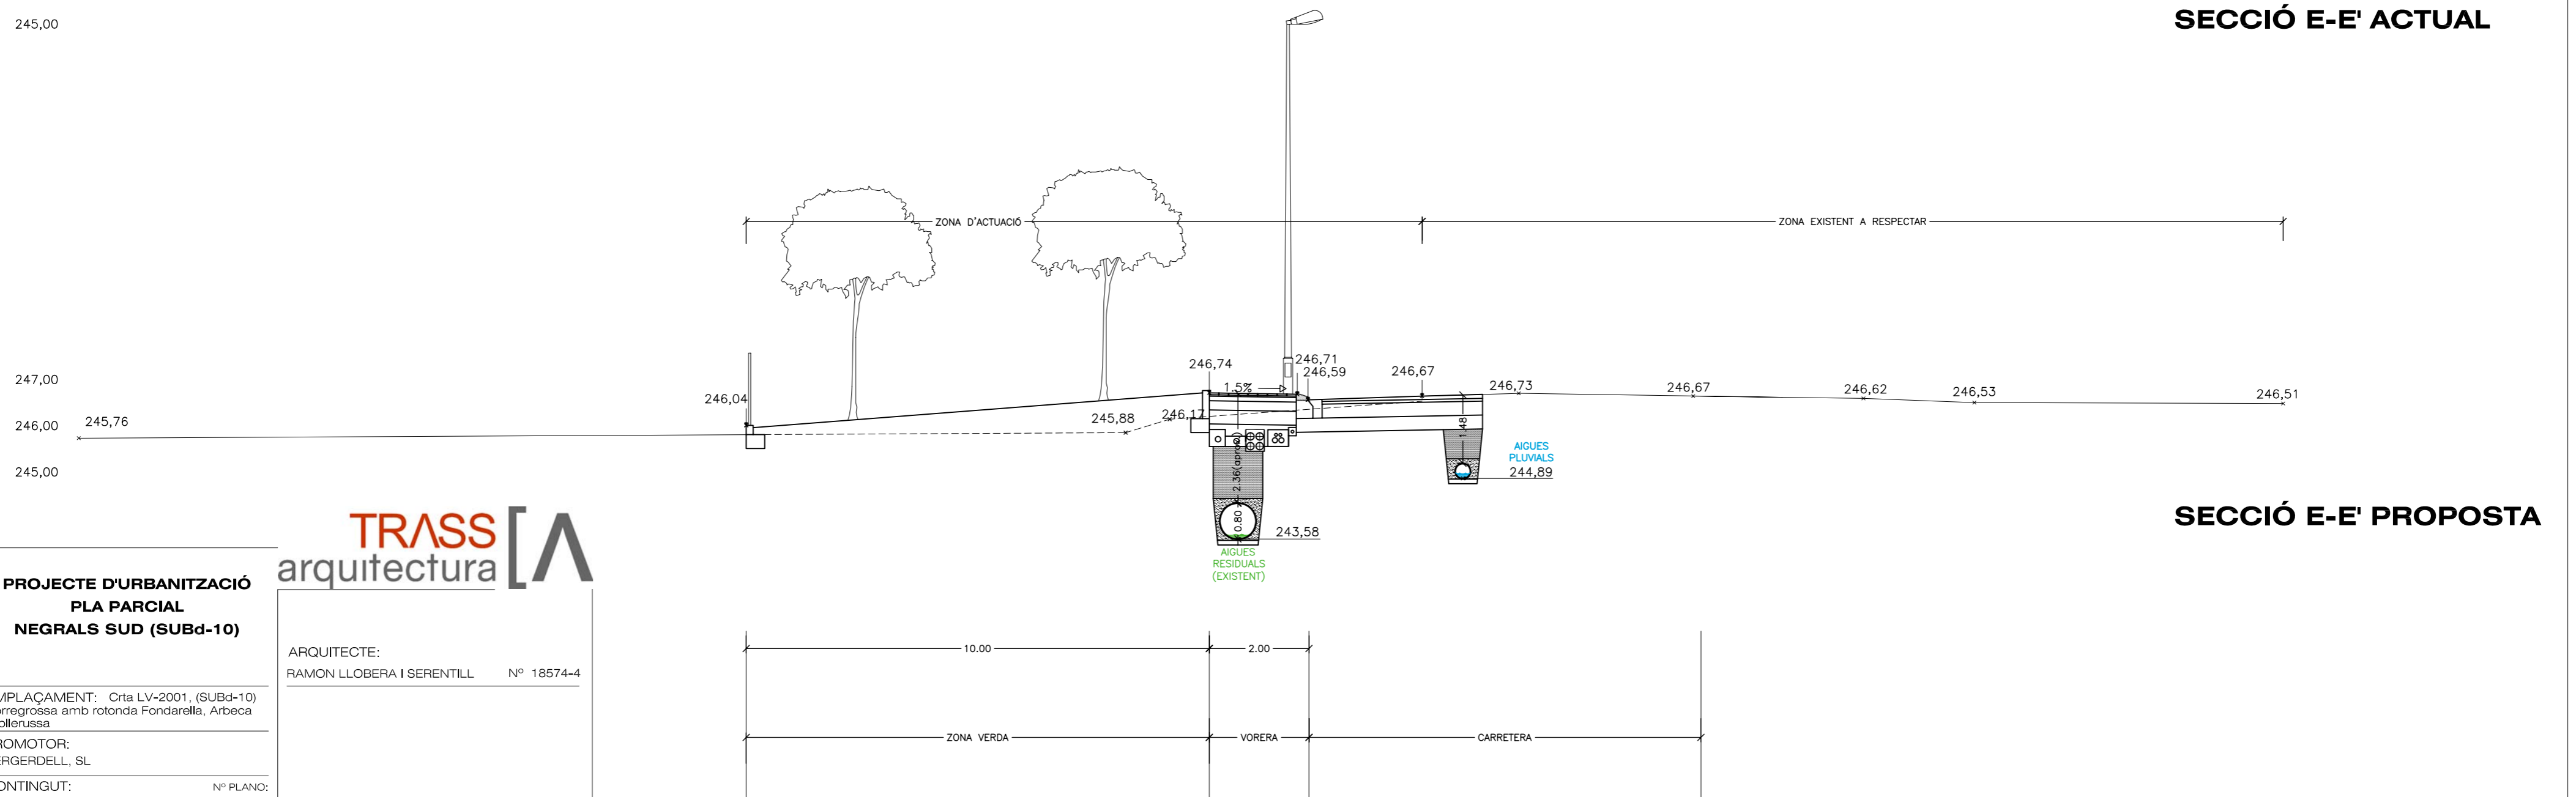 245,00
SECCIÓ E-E' ACTUAL
ZONA D'ACTUACIÓ
ZONA EXISTENT A RESPECTAR
247,00
246,00
245,00
245,76
246,04
245,88
246,17
246,74
1.5%
246,71
246,59
246,67
246,73
246,67
246,62
246,53
246,51
1.48
2.36(aprox)
0.80
AIGUES
PLUVIALS
244,89
243,58
AIGUES
RESIDUALS
(EXISTENT)
SECCIÓ E-E' PROPOSTA
TRASS
arquitectura
PROJECTE D'URBANITZACIÓ
PLA PARCIAL
NEGRALS SUD (SUBd-10)
ARQUITECTE:
RAMON LLOBERA I SERENTILL Nº 18574-4
MPLAÇAMENT: Crta LV-2001, (SUBd-10)
orregrossa amb rotonda Fondarella, Arbeca
ollerussa
ROMOTOR:
ERGERDELL, SL
ONTINGUT: Nº PLANO:
10.00
2.00
ZONA VERDA
VORERA
CARRETERA